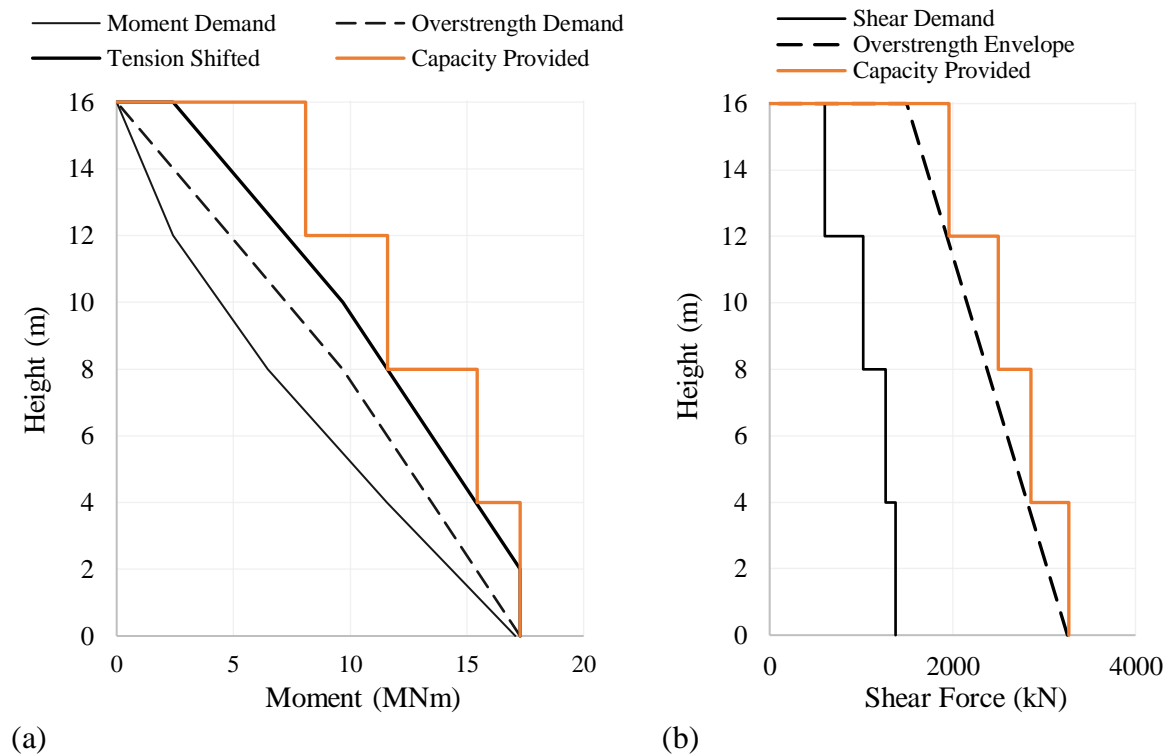 Moment Demand
Overstrength Demand
Tension Shifted
Capacity Provided
16
14
12
10
8
6
4
2
0
Height (m)
0
5
10
15
20
Moment (MNm)
(a)
Shear Demand
Overstrength Envelope
Capacity Provided
16
14
12
10
8
6
4
2
0
Height (m)
0
2000
4000
Shear Force (kN)
(b)